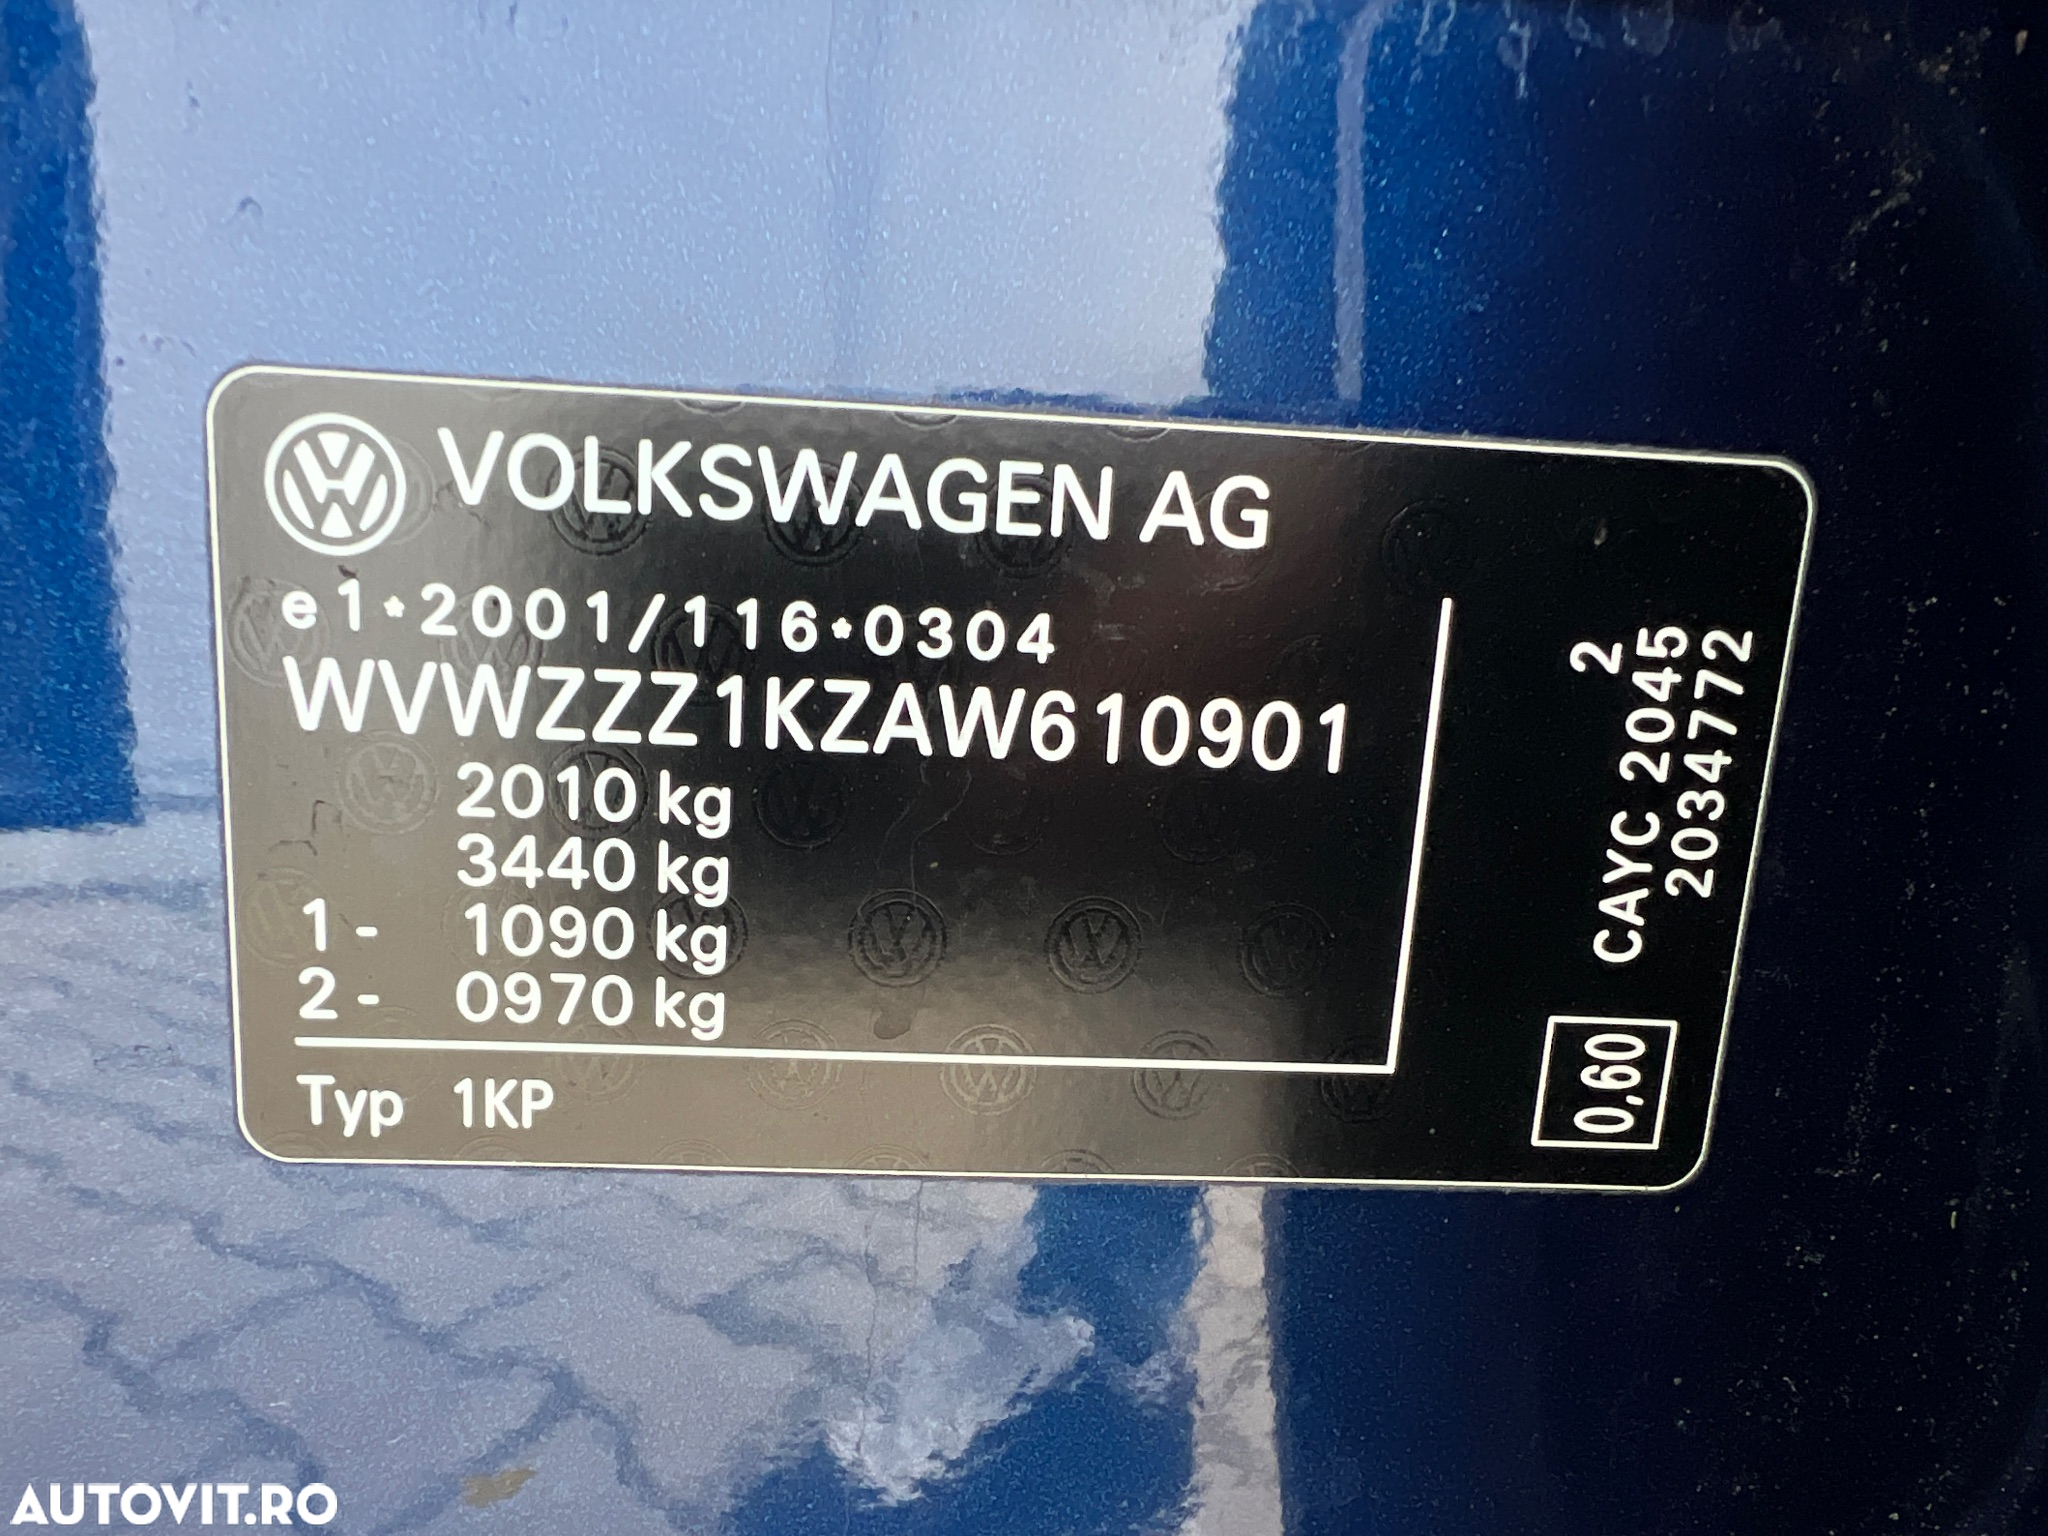 VOLKSWAGEN AG
e1*2001/116*0304
WVWZZZ1KZAW610901
2010 kg
3440 kg
1- 1090 kg
2- 0970 kg
Typ 1KP
2
CAYC 2045
2034772
0,60
AUTOVIT.RO